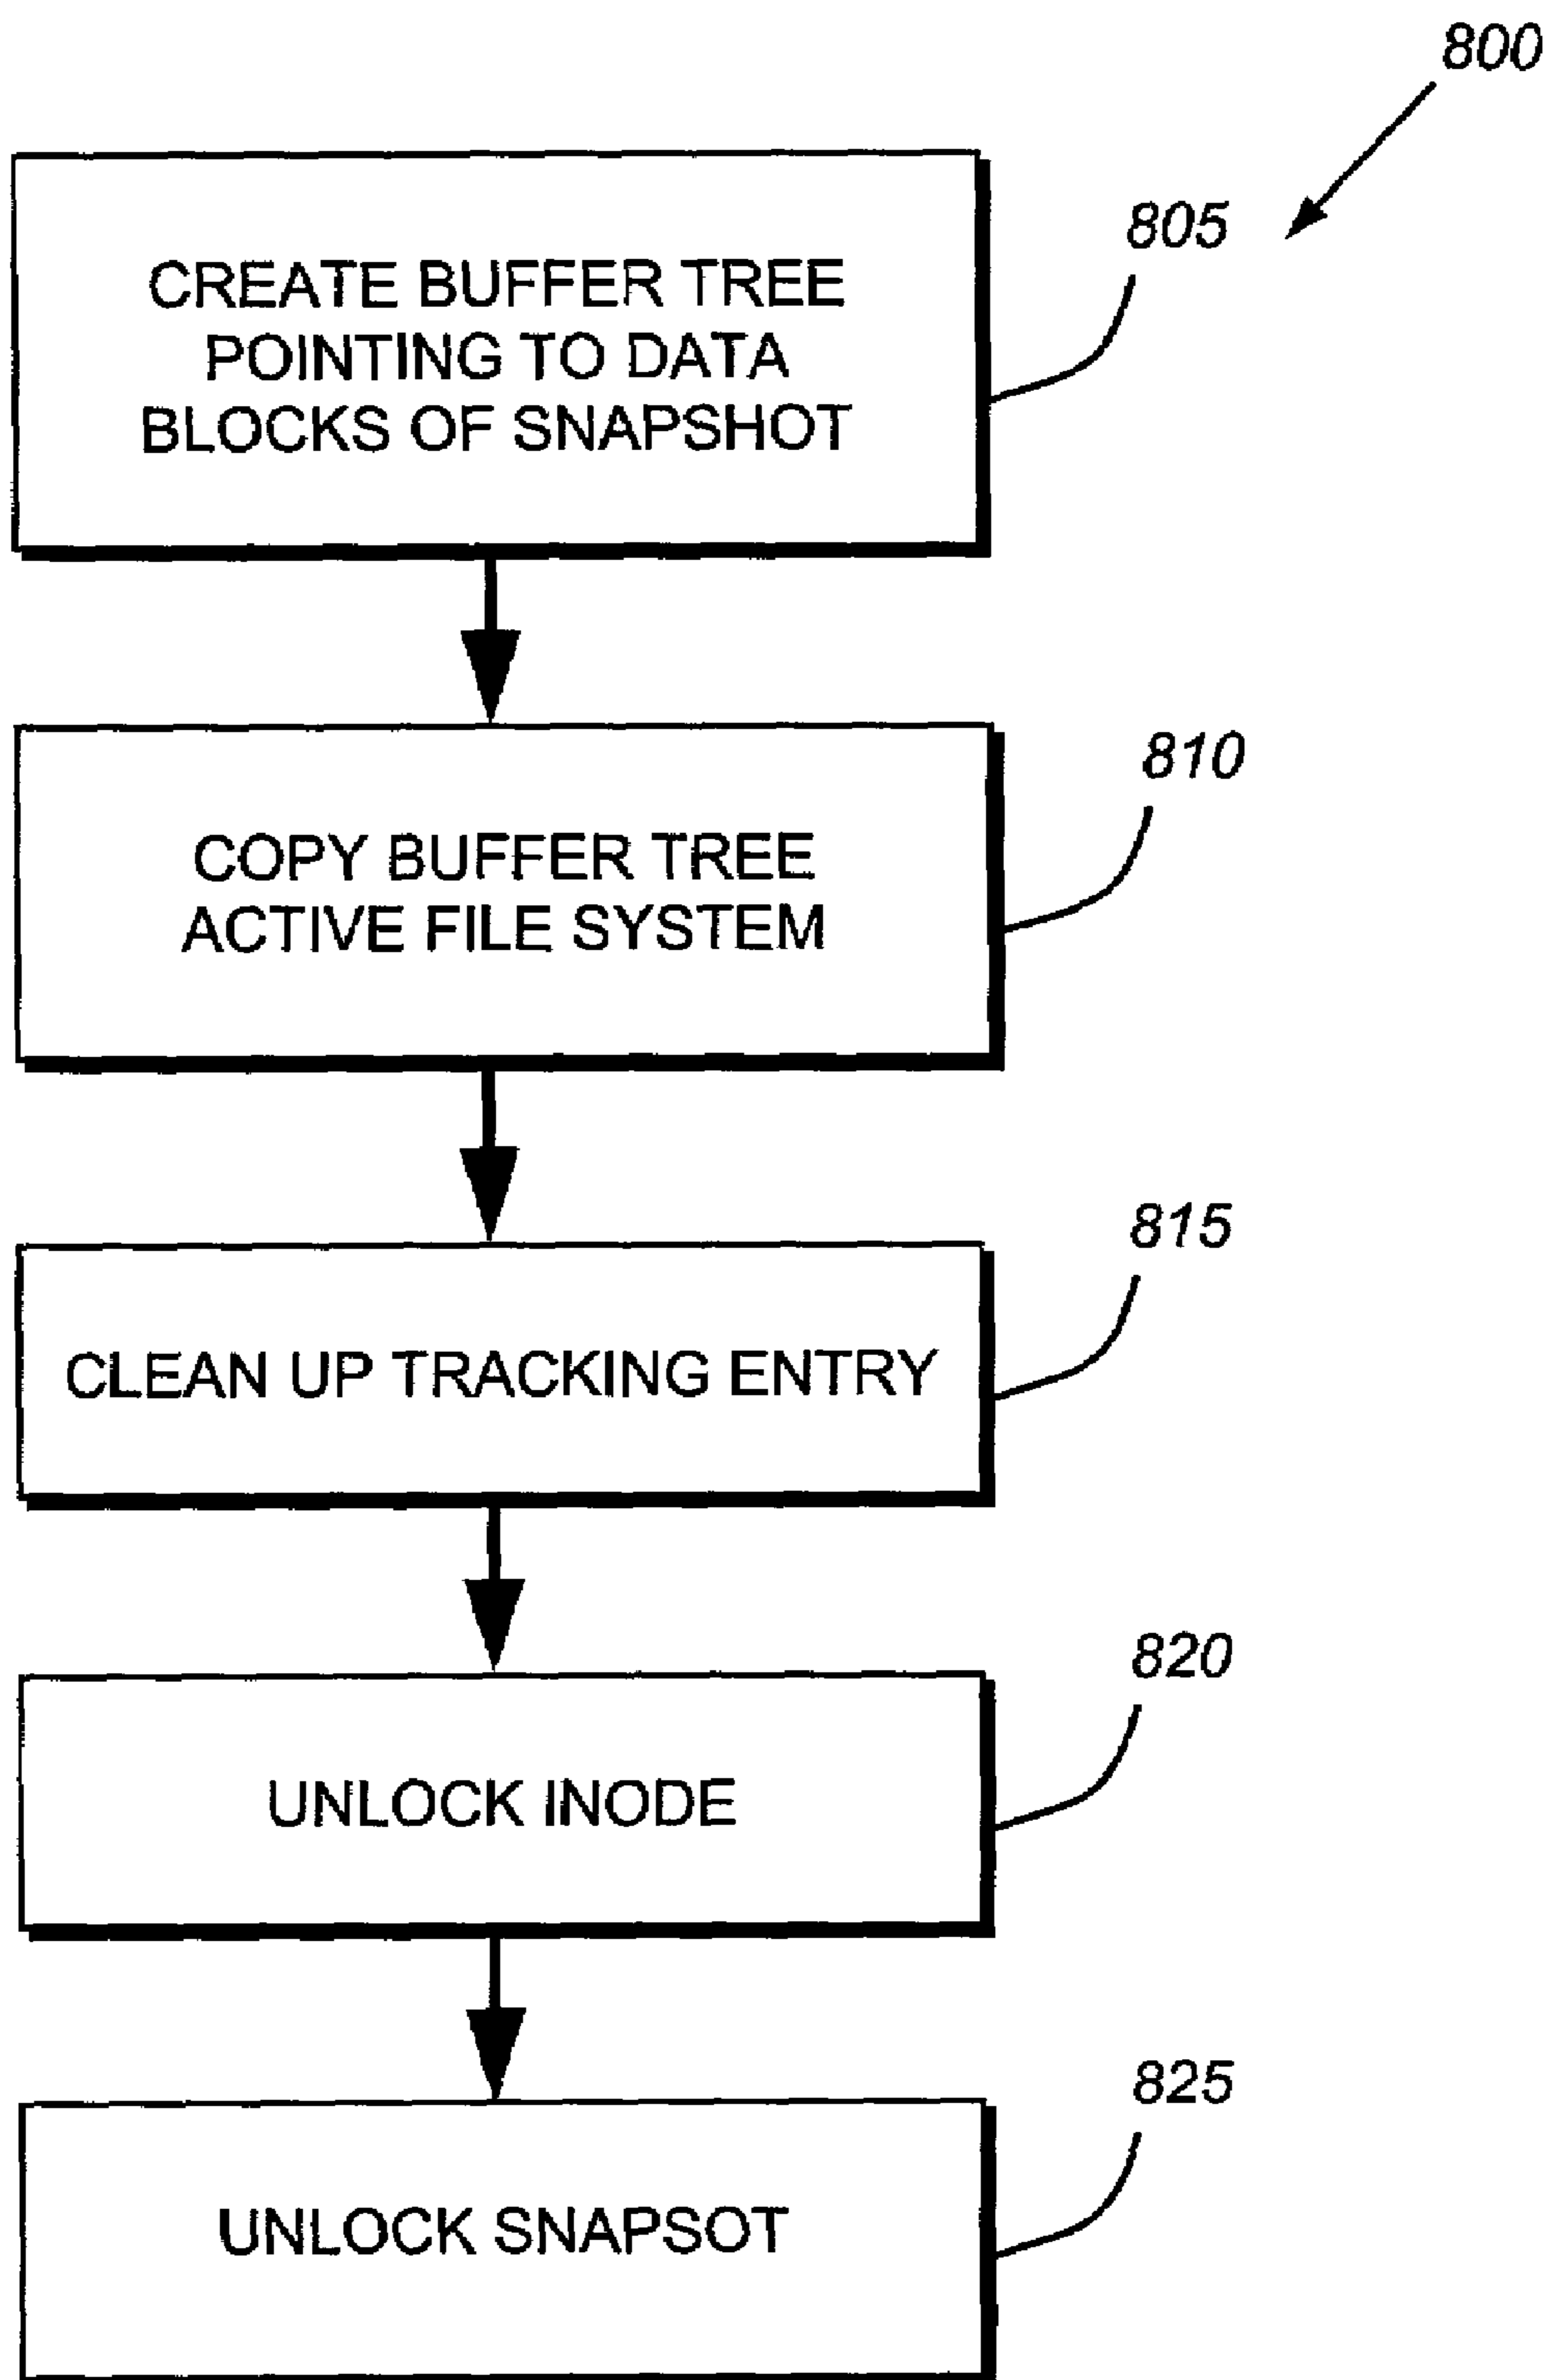 800
805
CREATE BUFFER TREE
POINTING TO DATA
BLOCKS OF SNAPSHOT
810
COPY BUFFER TREE
ACTIVE FILE SYSTEM
815
CLEAN UP TRACKING ENTRY
820
UNLOCK INODE
825
UNLOCK SNAPSOT